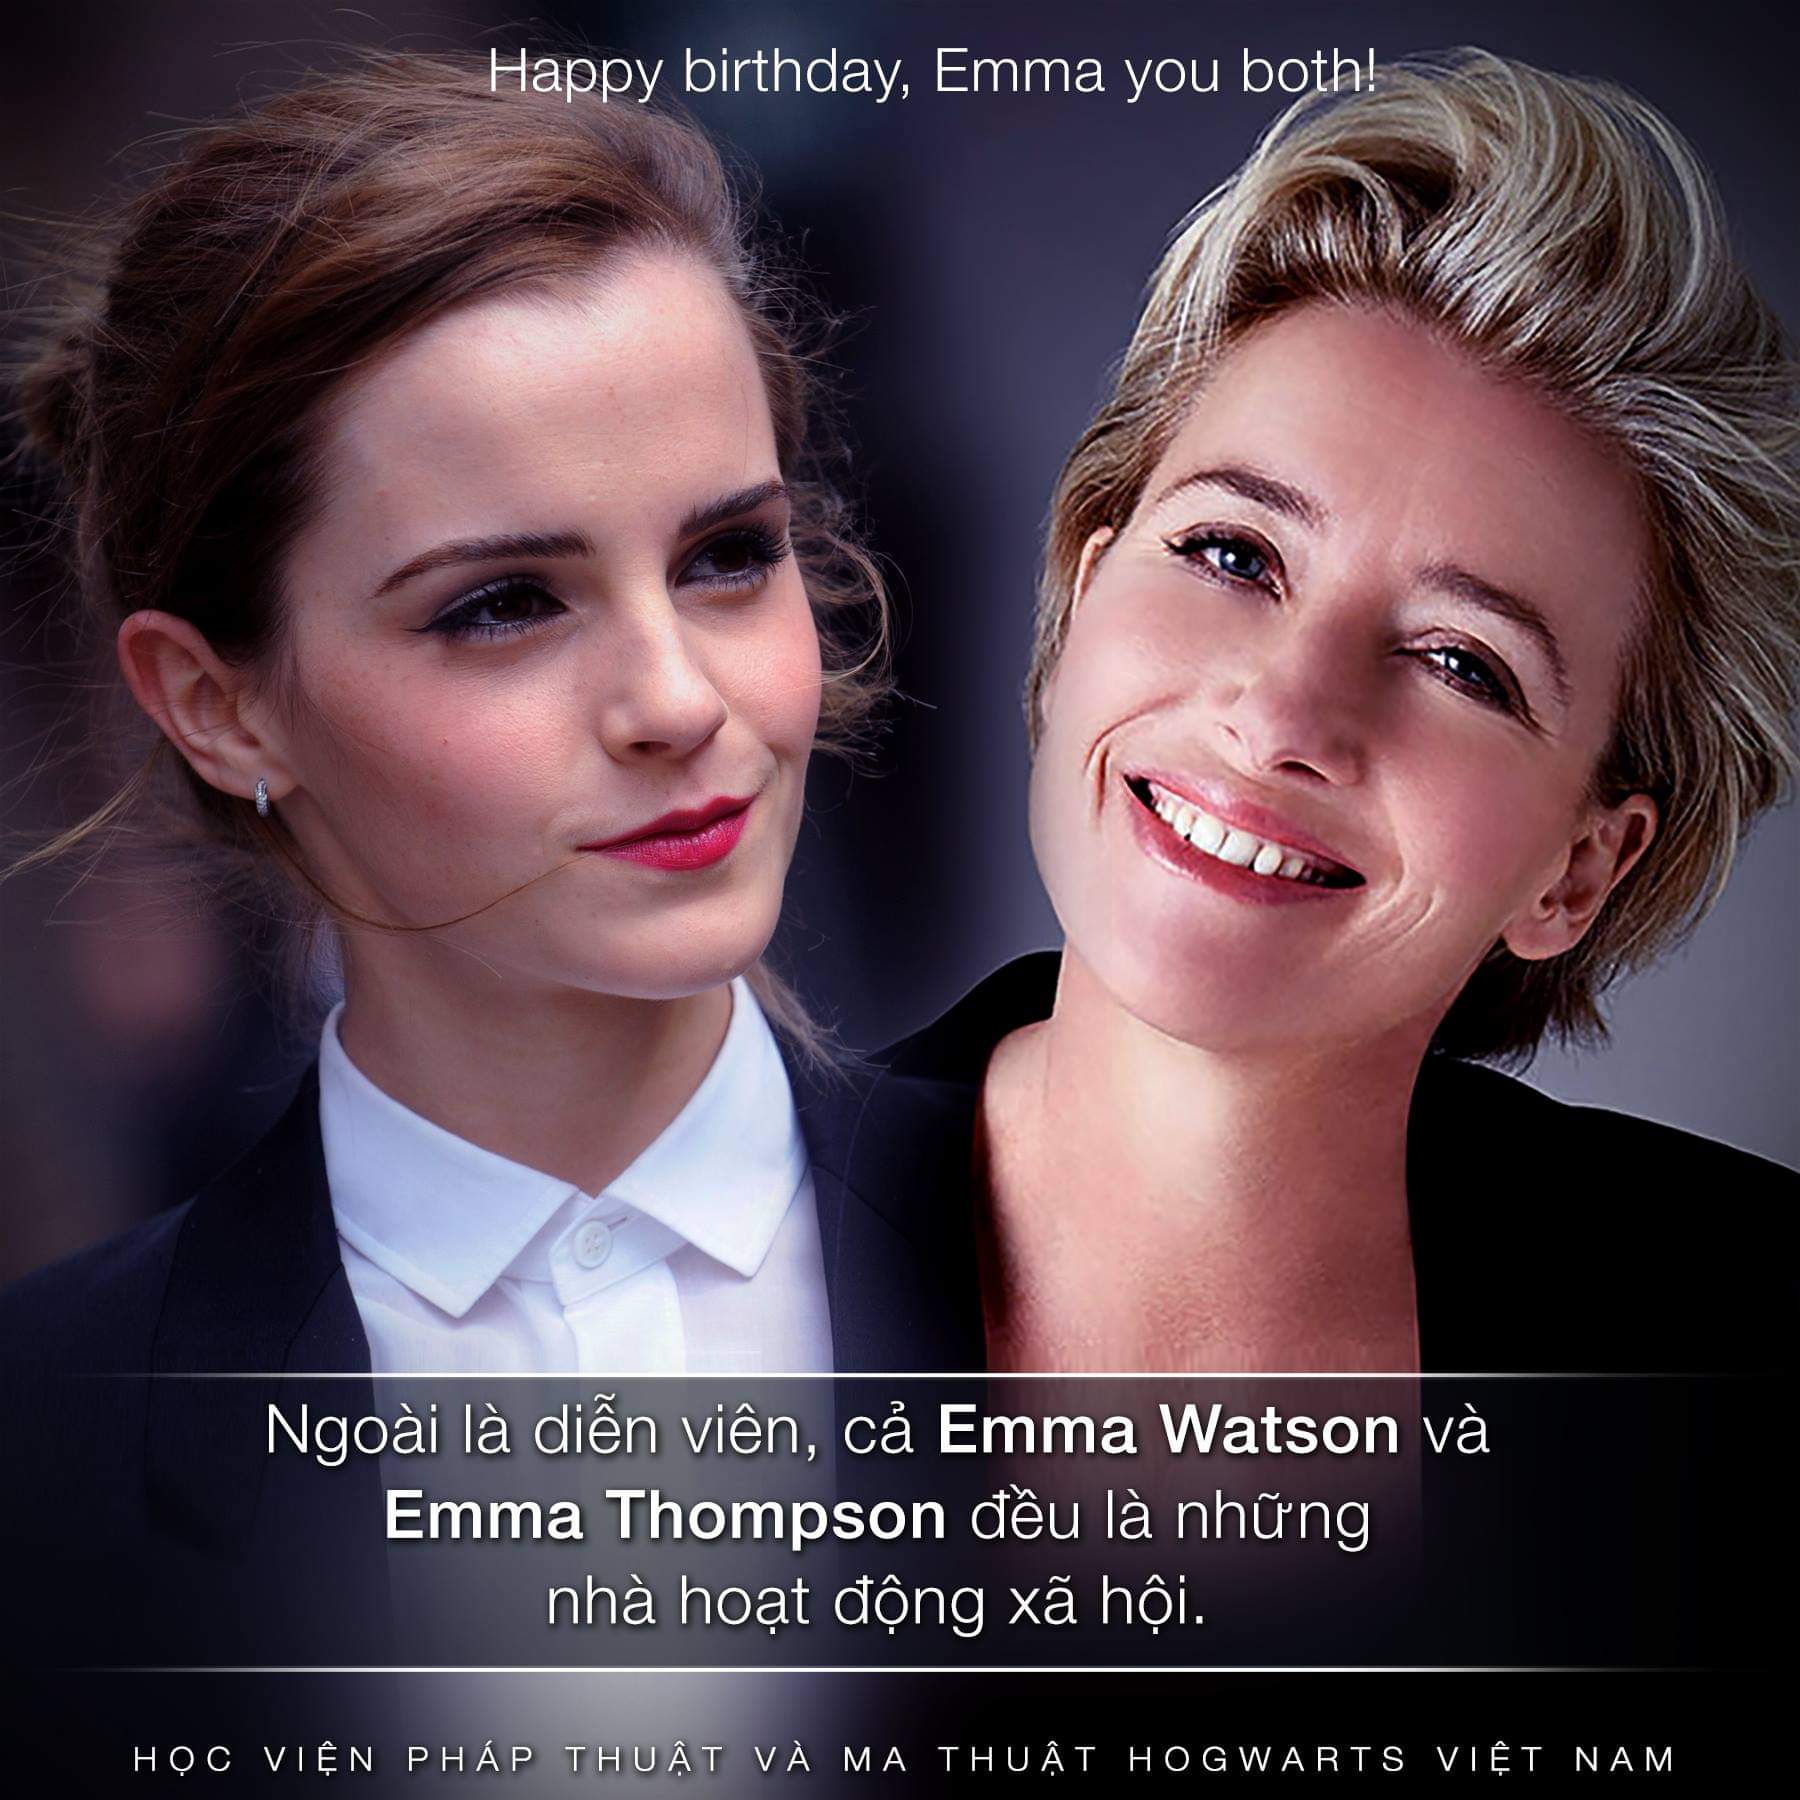 Happy birthday, Emma you both!
Ngoài là diễn viên, cả Emma Watson và
Emma Thompson đều là những
nhà hoạt động xã hội.
HỌC VIỆN PHÁP THUẬT VÀ MA THUẬT HOGWARTS VIỆT NAM